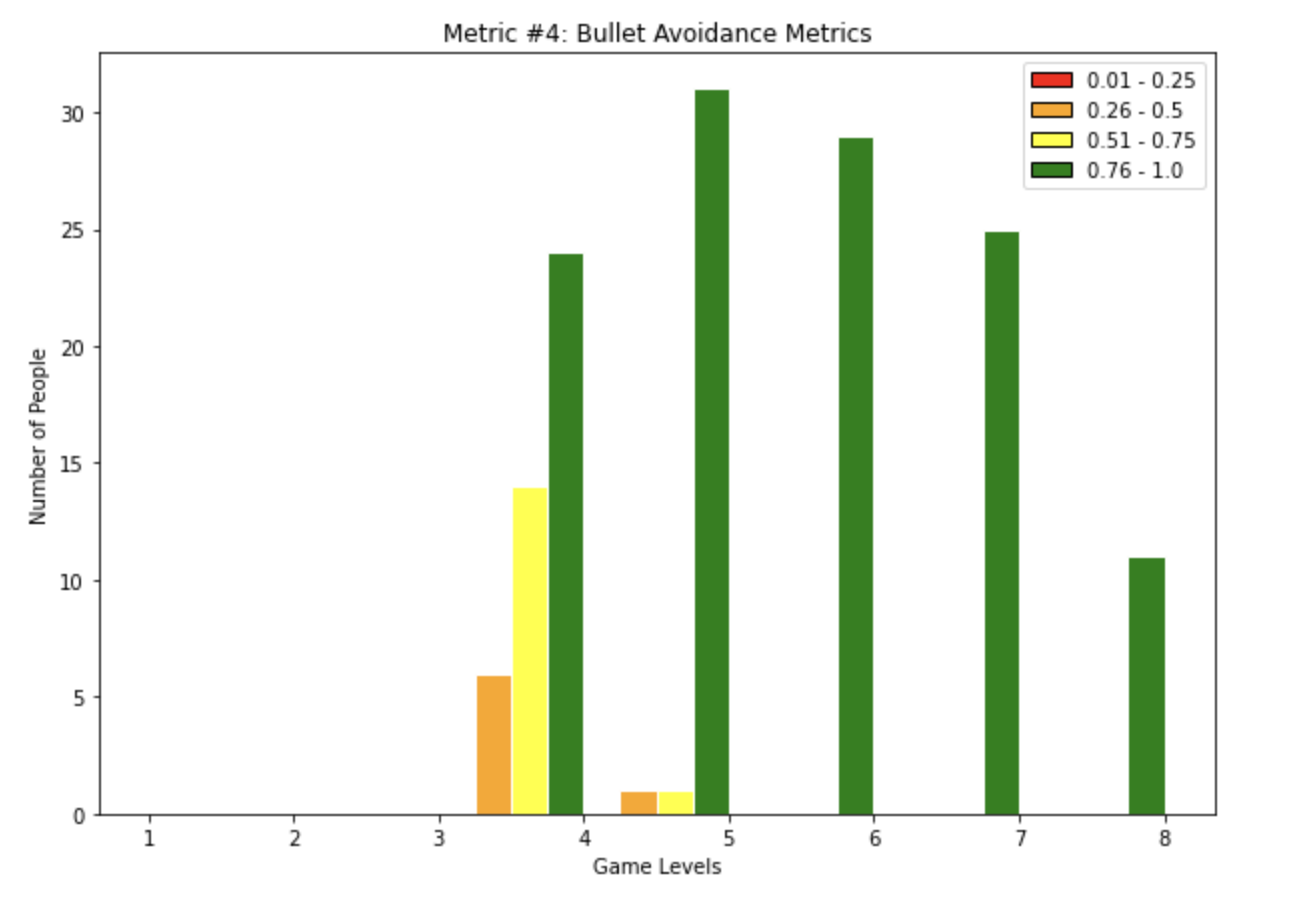 Metric #4: Bullet Avoidance Metrics
0.01 - 0.25
0.26 - 0.5
0.51 - 0.75
0.76 - 1.0
30
25
20
15
10
5
0
Number of People
1 2 3 4 5 6 7 8
Game Levels